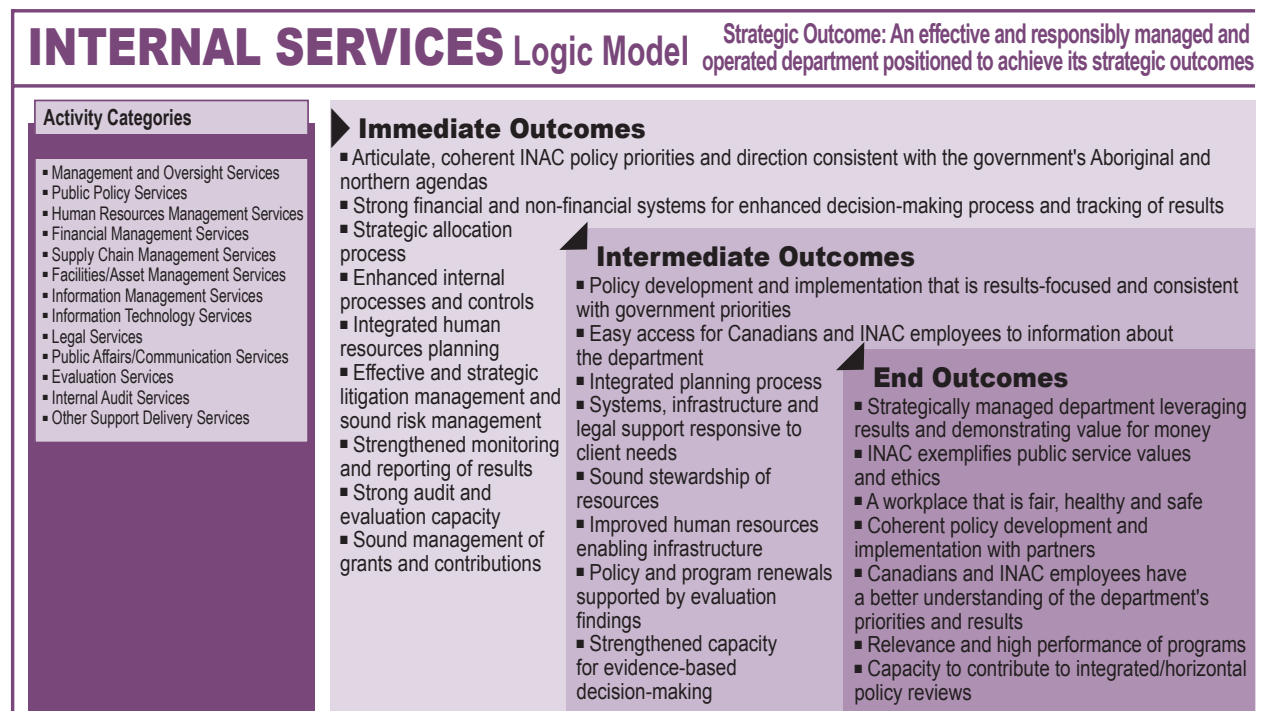 INTERNAL SERVICES Logic Model
Strategic Outcome: An effective and responsibly managed and
operated department positioned to achieve its strategic outcomes
Activity Categories
▪ Management and Oversight Services
▪ Public Policy Services
▪ Human Resources Management Services
▪ Financial Management Services
▪ Supply Chain Management Services
▪ Facilities/Asset Management Services
▪ Information Management Services
▪ Information Technology Services
▪ Legal Services
▪ Public Affairs/Communication Services
▪ Evaluation Services
▪ Internal Audit Services
▪ Other Support Delivery Services
Immediate Outcomes
▪ Articulate, coherent INAC policy priorities and direction consistent with the government's Aboriginal and
northern agendas
▪ Strong financial and non-financial systems for enhanced decision-making process and tracking of results
▪ Strategic allocation
process
▪ Enhanced internal
processes and controls
▪ Integrated human
resources planning
▪ Effective and strategic
litigation management and
sound risk management
▪ Strengthened monitoring
and reporting of results
▪ Strong audit and
evaluation capacity
▪ Sound management of
grants and contributions
Intermediate Outcomes
▪ Policy development and implementation that is results-focused and consistent
with government priorities
▪ Easy access for Canadians and INAC employees to information about
the department
▪ Integrated planning process
▪ Systems, infrastructure and
legal support responsive to
client needs
▪ Sound stewardship of
resources
▪ Improved human resources
enabling infrastructure
▪ Policy and program renewals
supported by evaluation
findings
▪ Strengthened capacity
for evidence-based
decision-making
End Outcomes
▪ Strategically managed department leveraging
results and demonstrating value for money
▪ INAC exemplifies public service values
and ethics
▪ A workplace that is fair, healthy and safe
▪ Coherent policy development and
implementation with partners
▪ Canadians and INAC employees have
a better understanding of the department's
priorities and results
▪ Relevance and high performance of programs
▪ Capacity to contribute to integrated/horizontal
policy reviews